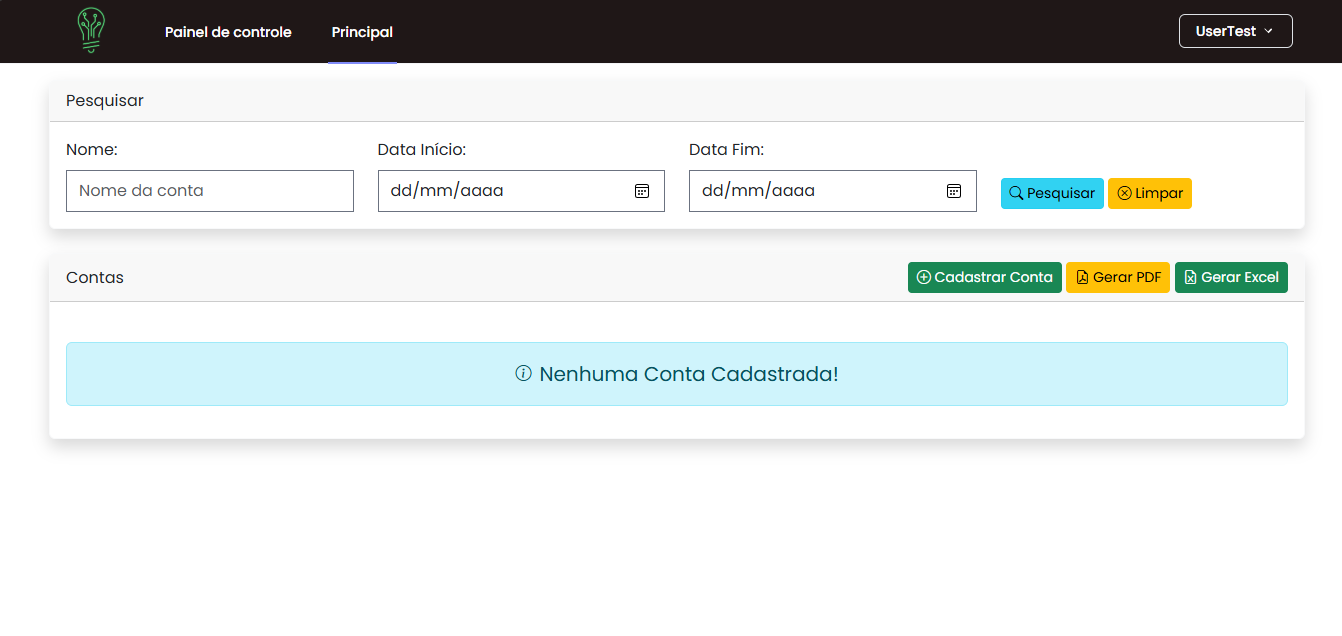 Painel de controle Principal UserTest
Pesquisar
Nome: Data Início: Data Fim:
Nome da conta dd/mm/aaaa dd/mm/aaaa Pesquisar Limpar
Contas Cadastrar Conta Gerar PDF Gerar Excel
Nenhuma Conta Cadastrada!